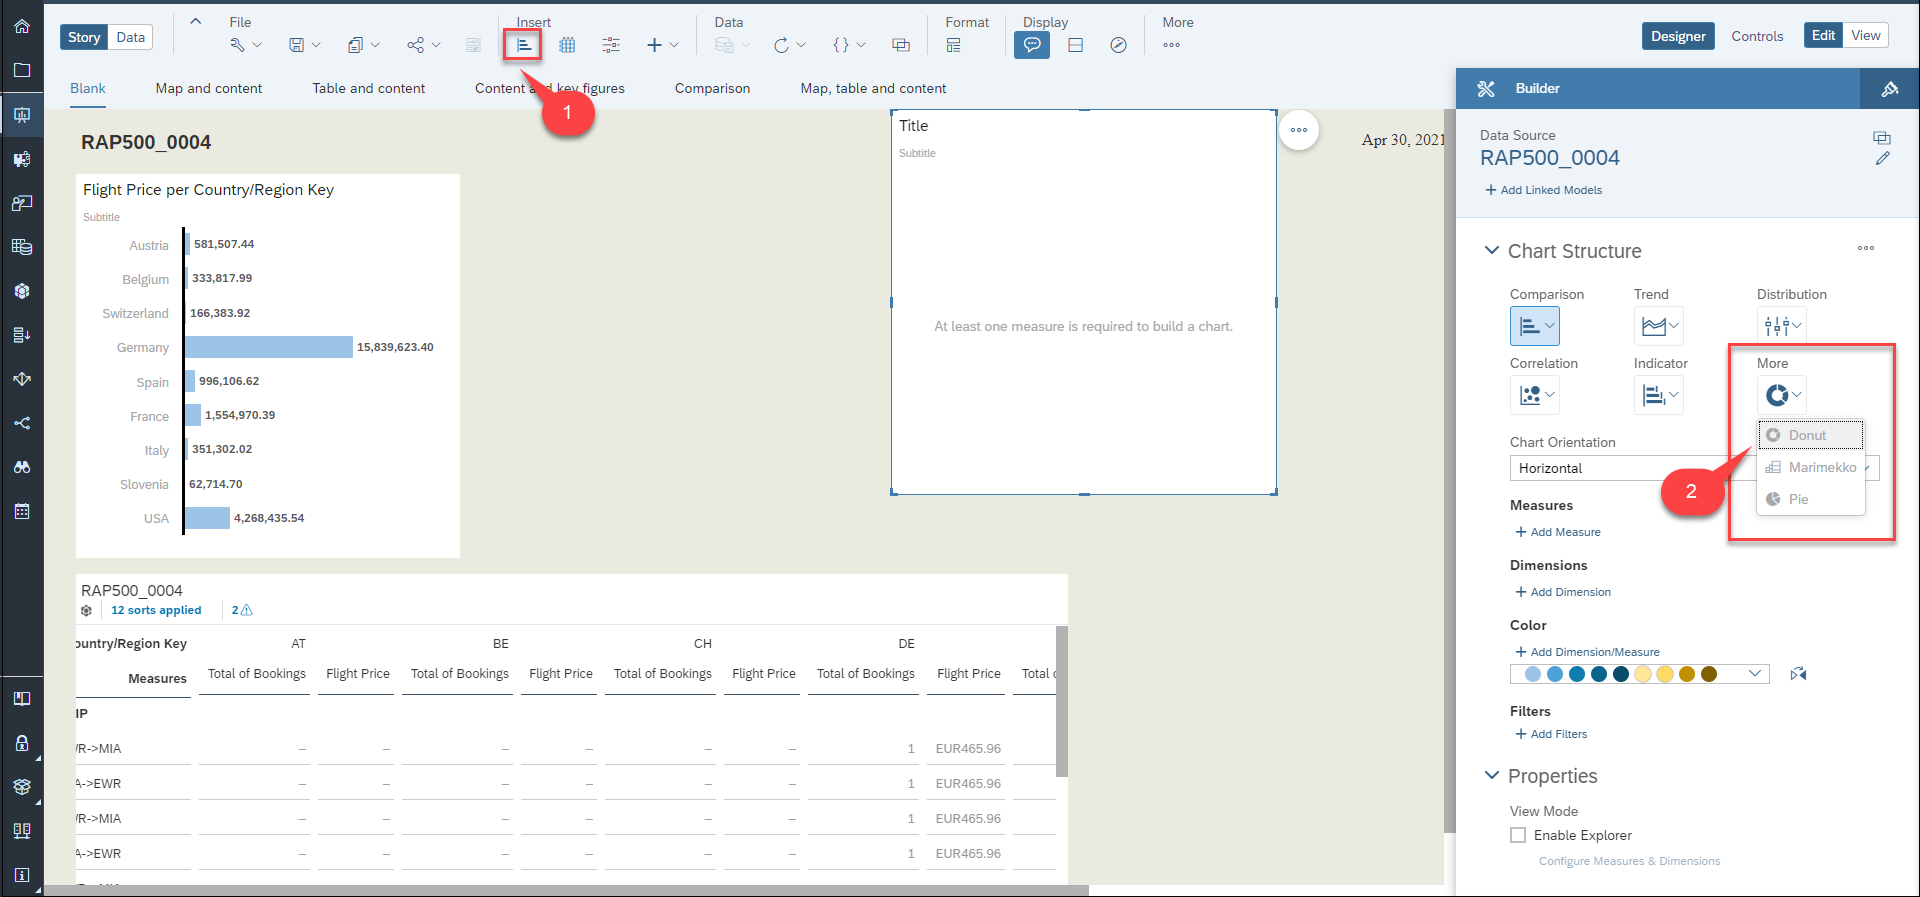 Story
Data
File
Insert
Data
Format
Display
More
Designer
Controls
Edit
View
Blank
Map and content
Table and content
Content and key figures
Comparison
Map, table and content
1
RAP500_0004
Apr 30, 2021
Flight Price per Country/Region Key
Subtitle
Austria 581,507.44
Belgium 333,817.99
Switzerland 166,383.92
Germany 15,839,623.40
Spain 996,106.62
France 1,554,970.39
Italy 351,302.02
Slovenia 62,714.70
USA 4,268,435.54
Title
Subtitle
At least one measure is required to build a chart.
RAP500_0004
12 sorts applied
2
ountry/Region Key AT BE CH DE
Measures Total of Bookings Flight Price Total of Bookings Flight Price Total of Bookings Flight Price Total of Bookings Flight Price Total
IP
R->MIA – – – – – – 1 EUR465.96
A->EWR – – – – – – 1 EUR465.96
R->MIA – – – – – – 1 EUR465.96
A->EWR – – – – – – 1 EUR465.96
Builder
Data Source
RAP500_0004
+ Add Linked Models
Chart Structure
Comparison
Trend
Distribution
Correlation
Indicator
More
Donut
Marimekko
Pie
2
Chart Orientation
Horizontal
Measures
+ Add Measure
Dimensions
+ Add Dimension
Color
+ Add Dimension/Measure
Filters
+ Add Filters
Properties
View Mode
Enable Explorer
Configure Measures & Dimensions